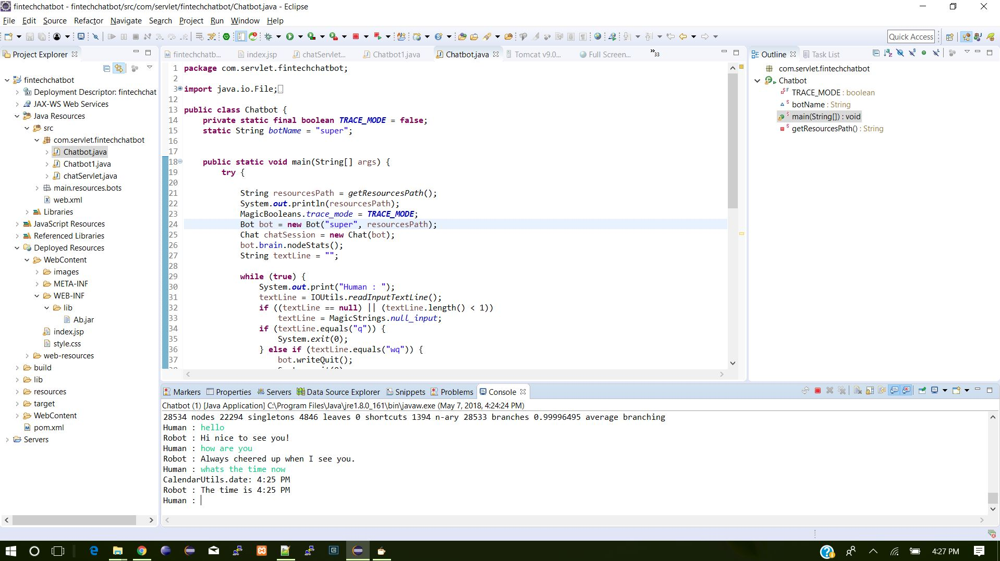 fintechchatbot - fintechchatbot/src/com/servlet/fintechchatbot/Chatbot.java - Eclipse
File Edit Source Refactor Navigate Search Project Run Window Help
Quick Access
Project Explorer
fintechchatbot
Deployment Descriptor: fintechchat
JAX-WS Web Services
Java Resources
src
com.servlet.fintechchatbot
Chatbot.java
Chatbot1.java
chatServlet.java
main.resources.bots
web.xml
Libraries
JavaScript Resources
Referenced Libraries
Deployed Resources
WebContent
images
META-INF
WEB-INF
lib
Ab.jar
index.jsp
style.css
web-resources
build
lib
resources
target
WebContent
pom.xml
Servers
fintechchatb... index.jsp chatServlet... Chatbot1.java Chatbot.java Tomcat v9.0... Full Screen... »33
1 package com.servlet.fintechchatbot;
2
3 import java.io.File;
12
13 public class Chatbot {
14 private static final boolean TRACE_MODE = false;
15 static String botName = "super";
16
17
18 public static void main(String[] args) {
19 try {
20
21 String resourcesPath = getResourcesPath();
22 System.out.println(resourcesPath);
23 MagicBooleans.trace_mode = TRACE_MODE;
24 Bot bot = new Bot("super", resourcesPath);
25 Chat chatSession = new Chat(bot);
26 bot.brain.nodeStats();
27 String textLine = "";
28
29 while (true) {
30 System.out.print("Human : ");
31 textLine = IOUtils.readInputTextLine();
32 if ((textLine == null) || (textLine.length() < 1))
33 textLine = MagicStrings.null_input;
34 if (textLine.equals("q")) {
35 System.exit(0);
36 } else if (textLine.equals("wq")) {
37 bot.writeQuit();
Outline Task List
com.servlet.fintechchatbot
Chatbot
TRACE_MODE : boolean
botName : String
main(String[]) : void
getResourcesPath() : String
Markers Properties Servers Data Source Explorer Snippets Problems Console
Chatbot (1) [Java Application] C:\Program Files\Java\jre1.8.0_161\bin\javaw.exe (May 7, 2018, 4:24:24 PM)
28534 nodes 22294 singletons 4846 leaves 0 shortcuts 1394 n-ary 28533 branches 0.99996495 average branching
Human : hello
Robot : Hi nice to see you!
Human : how are you
Robot : Always cheered up when I see you.
Human : whats the time now
CalendarUtils.date: 4:25 PM
Robot : The time is 4:25 PM
Human :
4:27 PM